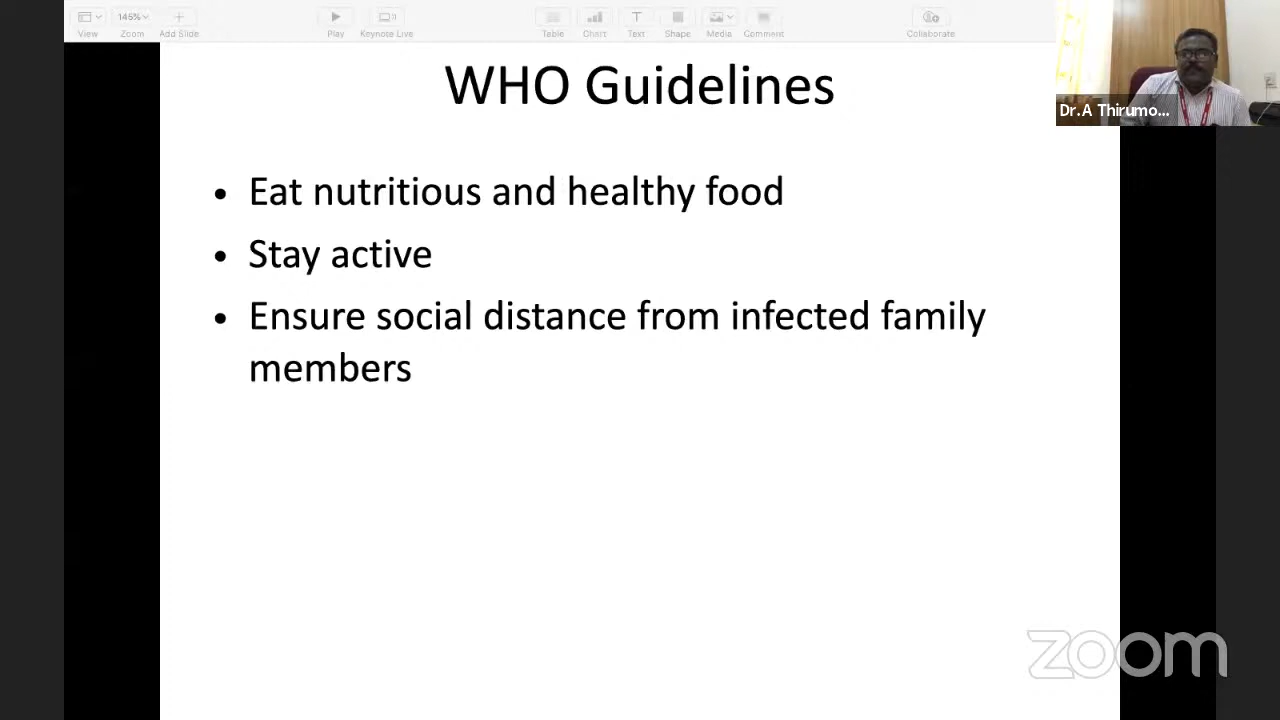 145%
View
Zoom
Add Slide
Play
Keynote Live
Table
Chart
Text
Shape
Media
Comment
Collaborate
WHO Guidelines
Dr.A Thirumo...
• Eat nutritious and healthy food
• Stay active
• Ensure social distance from infected family
members
zoom